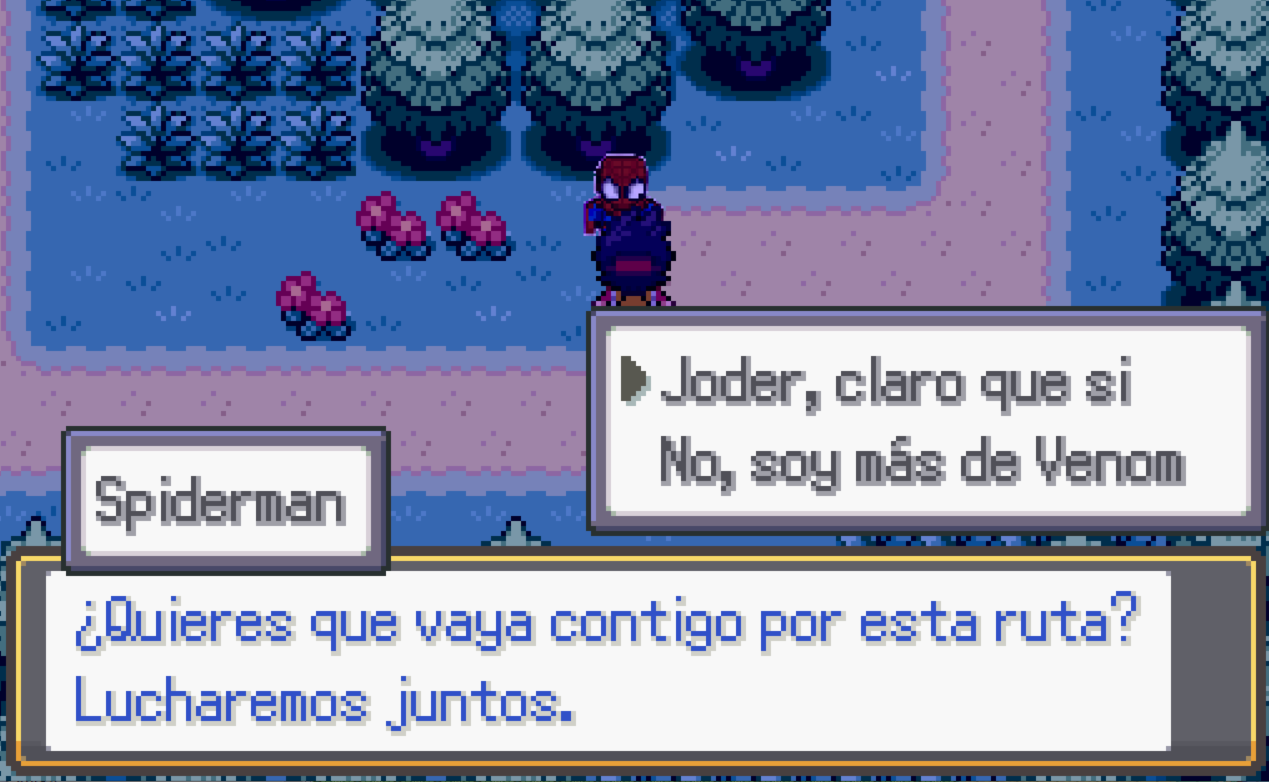 Joder, claro que si
No, soy más de Venom
Spiderman
¿Quieres que vaya contigo por esta ruta?
Lucharemos juntos.